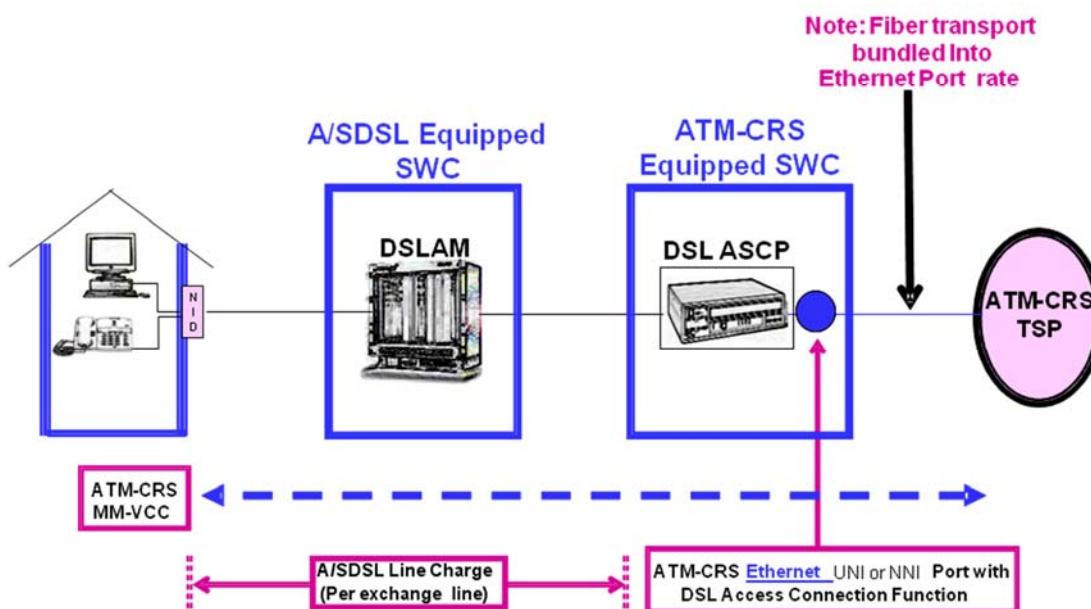 Note: Fiber transport
bundled Into
Ethernet Port rate
A/SDSL Equipped
SWC
ATM-CRS
Equipped SWC
DSLAM
DSL ASCP
NID
ATM-CRS
TSP
ATM-CRS
MM-VCC
A/SDSL Line Charge
(Per exchange line)
ATM-CRS Ethernet UNI or NNI Port with
DSL Access Connection Function